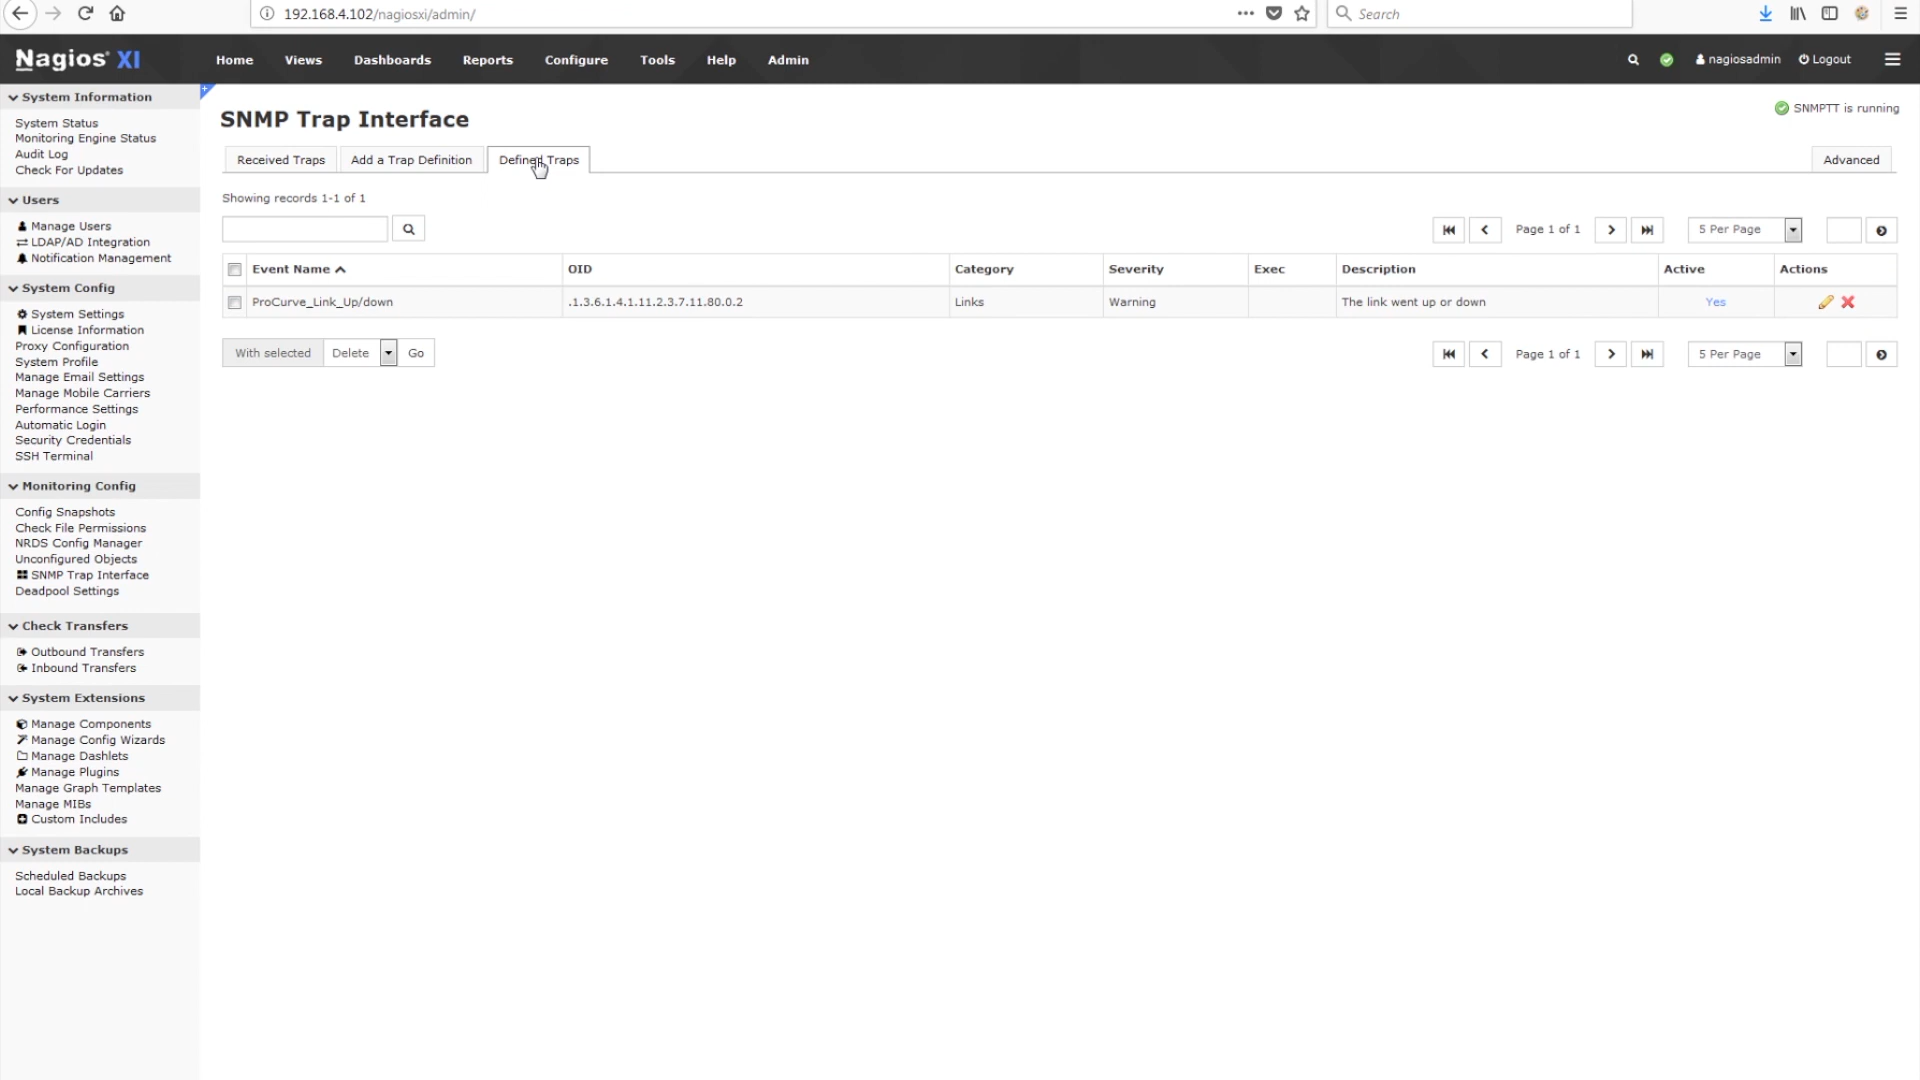 192.168.4.102/nagiosxi/admin/
Search
Nagios® XI
Home Views Dashboards Reports Configure Tools Help Admin
nagiosadmin Logout
System Information
System Status
Monitoring Engine Status
Audit Log
Check For Updates
Users
Manage Users
LDAP/AD Integration
Notification Management
System Config
System Settings
License Information
Proxy Configuration
System Profile
Manage Email Settings
Manage Mobile Carriers
Performance Settings
Automatic Login
Security Credentials
SSH Terminal
Monitoring Config
Config Snapshots
Check File Permissions
NRDS Config Manager
Unconfigured Objects
SNMP Trap Interface
Deadpool Settings
Check Transfers
Outbound Transfers
Inbound Transfers
System Extensions
Manage Components
Manage Config Wizards
Manage Dashlets
Manage Plugins
Manage Graph Templates
Manage MIBs
Custom Includes
System Backups
Scheduled Backups
Local Backup Archives
SNMP Trap Interface
SNMPTT is running
Received Traps Add a Trap Definition Defined Traps Advanced
Showing records 1-1 of 1
Page 1 of 1 5 Per Page
Event Name OID Category Severity Exec Description Active Actions
ProCurve_Link_Up/down .1.3.6.1.4.1.11.2.3.7.11.80.0.2 Links Warning The link went up or down Yes
With selected Delete Go
Page 1 of 1 5 Per Page